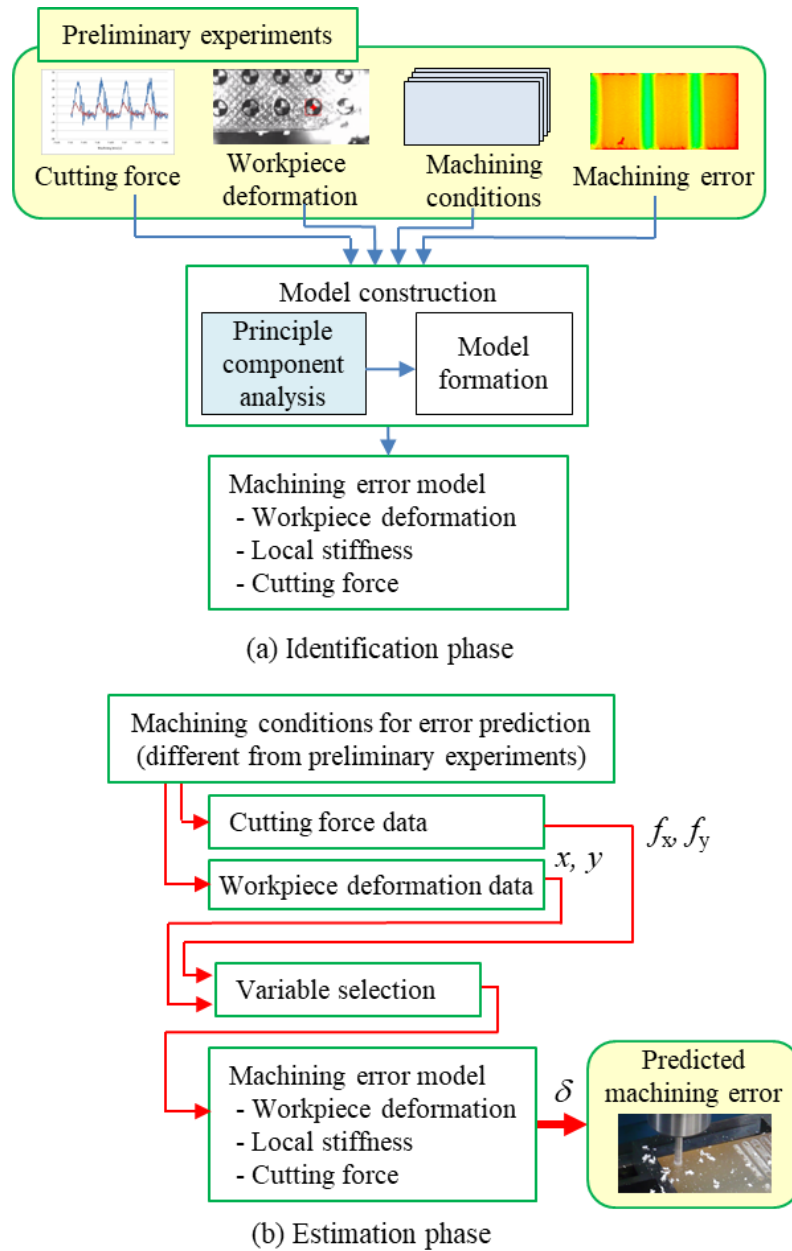 Preliminary experiments
Cutting force
Workpiece
deformation
Machining
conditions
Machining error
Model construction
Principle
component
analysis
Model
formation
Machining error model
- Workpiece deformation
- Local stiffness
- Cutting force
(a) Identification phase
Machining conditions for error prediction
(different from preliminary experiments)
Cutting force data
fx, fy
x, y
Workpiece deformation data
Variable selection
Machining error model
- Workpiece deformation
- Local stiffness
- Cutting force
δ
Predicted
machining error
(b) Estimation phase